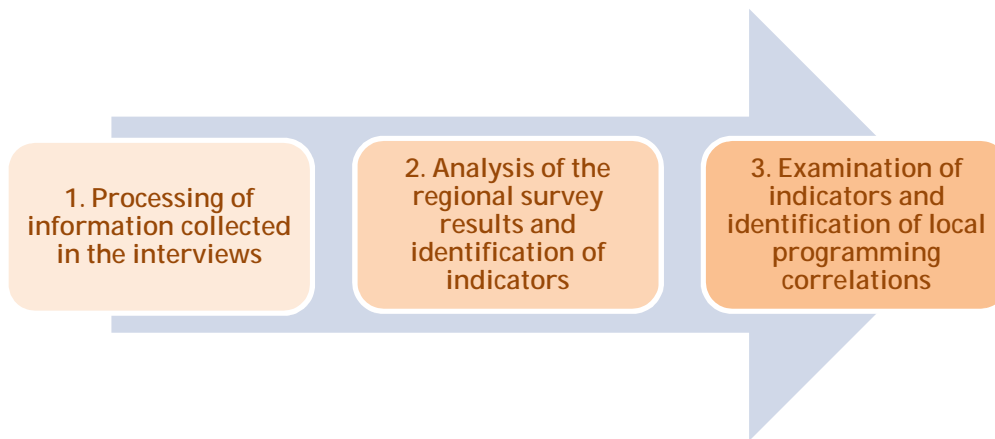 1. Processing of
information collected
in the interviews
2. Analysis of the
regional survey
results and
identification of
indicators
3. Examination of
indicators and
identification of local
programming
correlations